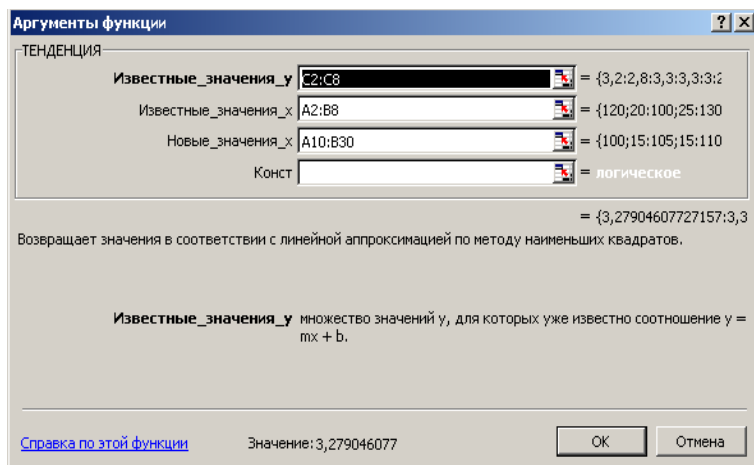 Аргументы функции
ТЕНДЕНЦИЯ
Известные_значения_y C2:C8 = {3,2:2,8:3,3:3,3:3:2
Известные_значения_x A2:B8 = {120;20:100;25:130
Новые_значения_x A10:B30 = {100;15:105;15:110
Конст = логическое
= {3,27904607727157:3,3
Возвращает значения в соответствии с линейной аппроксимацией по методу наименьших квадратов.
Известные_значения_y множество значений y, для которых уже известно соотношение y =
mx + b.
Справка по этой функции Значение:3,279046077 ОК Отмена